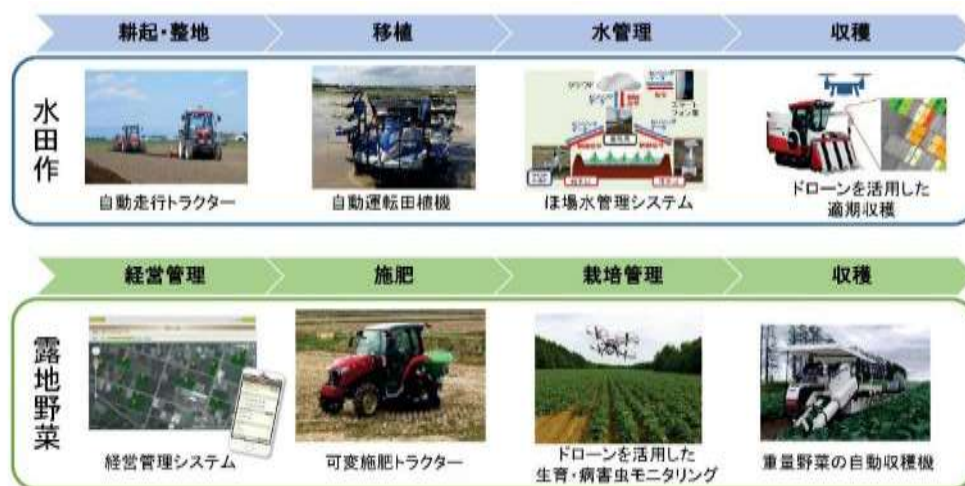 耕起・整地
移植
水管理
収穫
水田作
自動走行トラクター
自動運転田植機
ほ場水管理システム
ドローンを活用した
適期収穫
経営管理
施肥
栽培管理
収穫
露地野菜
経営管理システム
可変施肥トラクター
ドローンを活用した
生育・病害虫モニタリング
重量野菜の自動収穫機